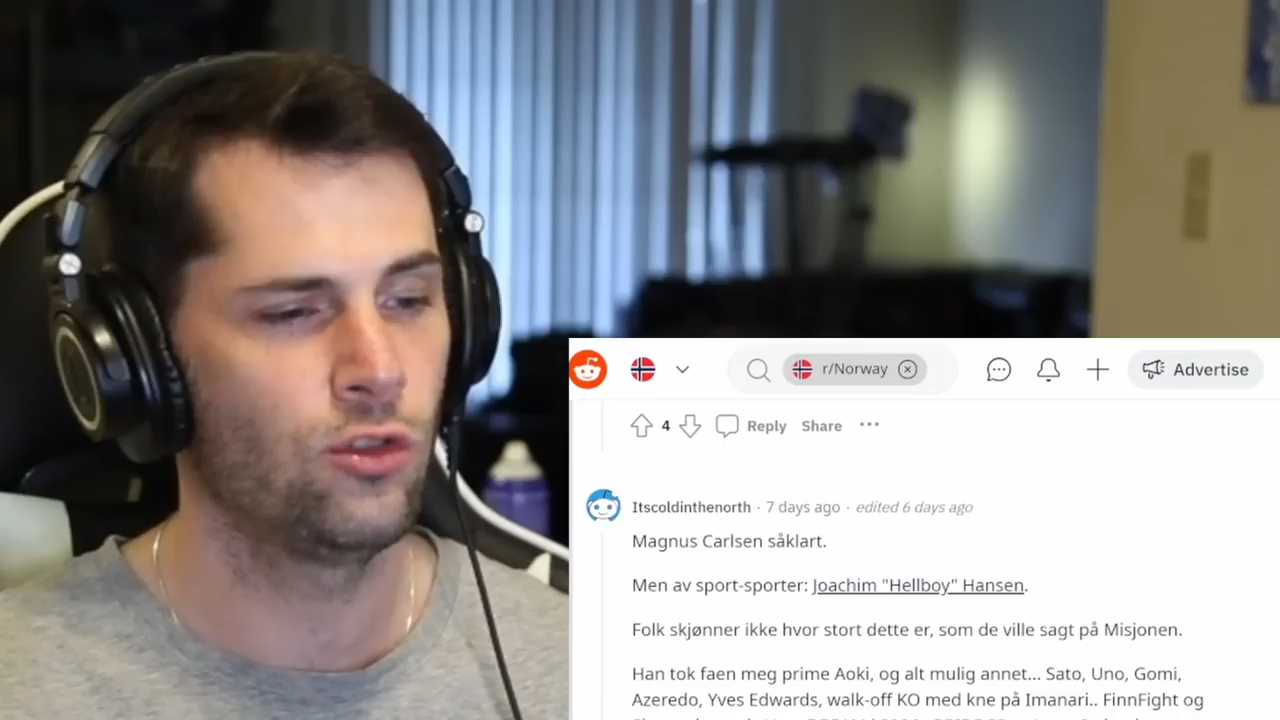 r/Norway
Advertise
4
Reply
Share
Itscoldinthenorth · 7 days ago · edited 6 days ago
Magnus Carlsen såklart.
Men av sport-sporter: Joachim "Hellboy" Hansen.
Folk skjønner ikke hvor stort dette er, som de ville sagt på Misjonen.
Han tok faen meg prime Aoki, og alt mulig annet... Sato, Uno, Gomi,
Azeredo, Yves Edwards, walk-off KO med kne på Imanari.. FinnFight og